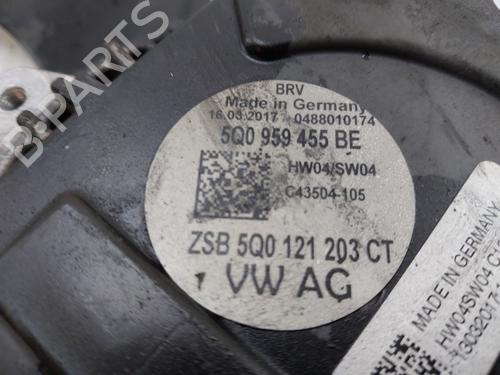 BRV
Made in Germany
16.03.2017 0488010174
5Q0 959 455 BE
HW04/SW04
C43504-105
ZSB 5Q0 121 203 CT
VW AG
MADE IN GERMANY
HW04SW04
B-PARTS